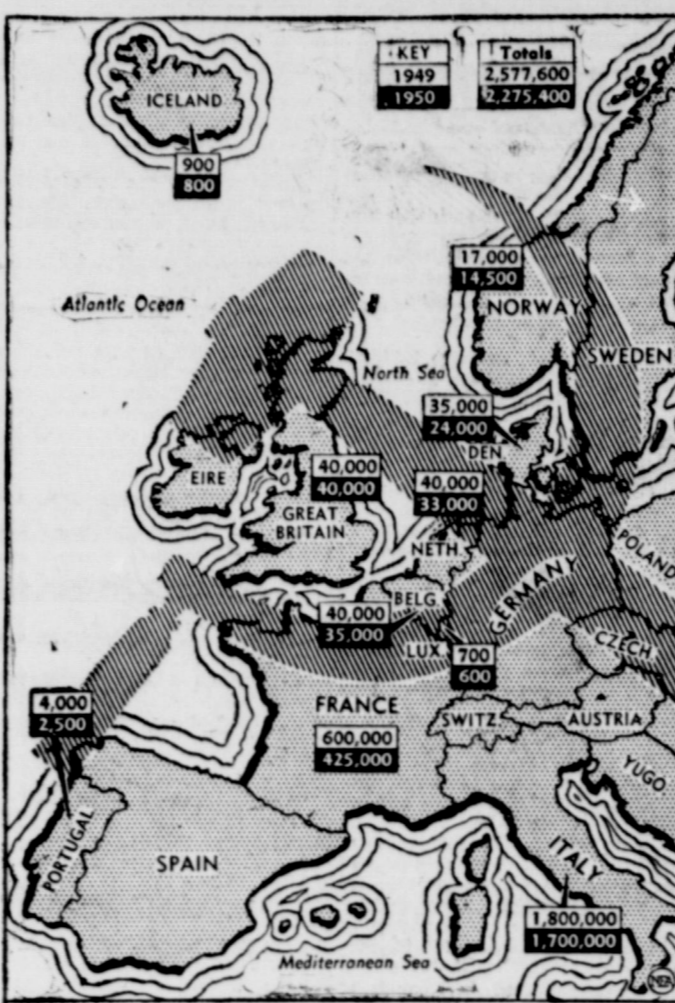 KEY
1949
1950
Totals
2,577,600
2,275,400
ICELAND
900
800
17,000
14,500
NORWAY
Atlantic Ocean
SWEDEN
North Sea
35,000
24,000
DEN.
EIRE
40,000
40,000
40,000
33,000
GREAT
BRITAIN
NETH.
POLAND
GERMANY
BELG.
40,000
35,000
LUX.
700
600
CZECH.
4,000
2,500
FRANCE
600,000
425,000
SWITZ.
AUSTRIA
YUGO
PORTUGAL
SPAIN
ITALY
1,800,000
1,700,000
Mediterranean Sea
NEA